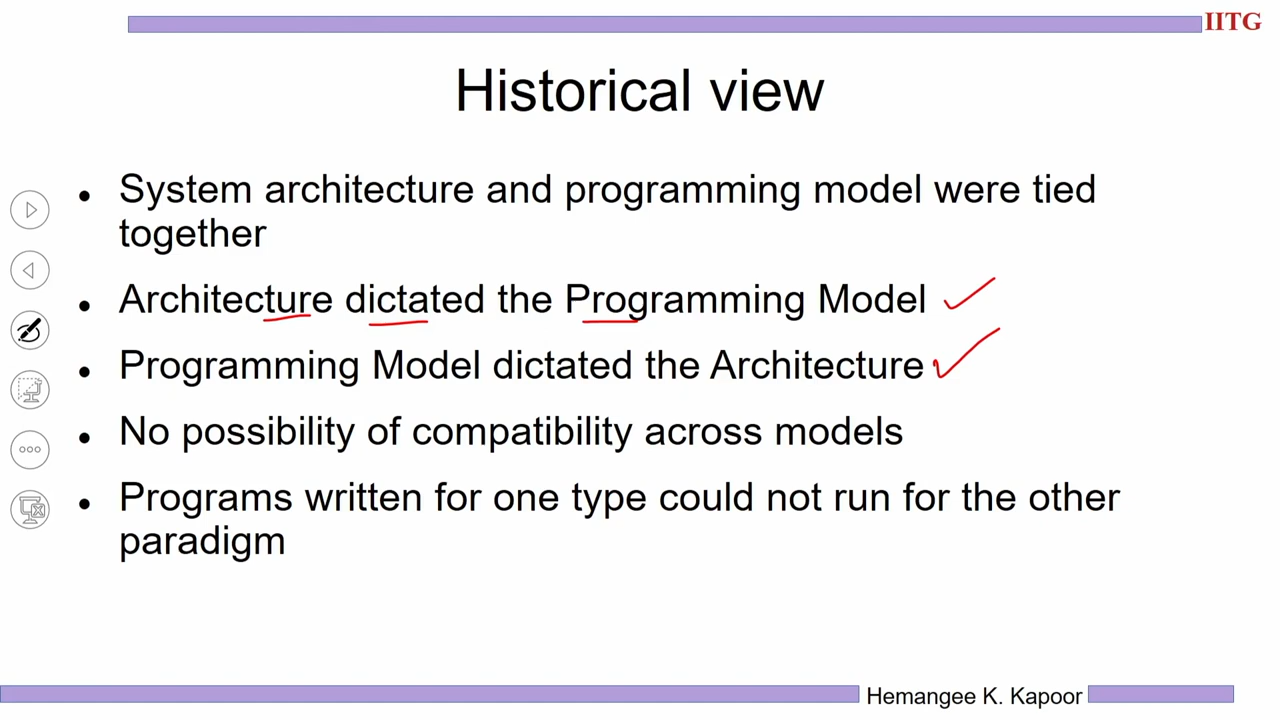 IITG
Historical view
• System architecture and programming model were tied
together
• Architecture dictated the Programming Model
• Programming Model dictated the Architecture
• No possibility of compatibility across models
• Programs written for one type could not run for the other
paradigm
Hemangee K. Kapoor